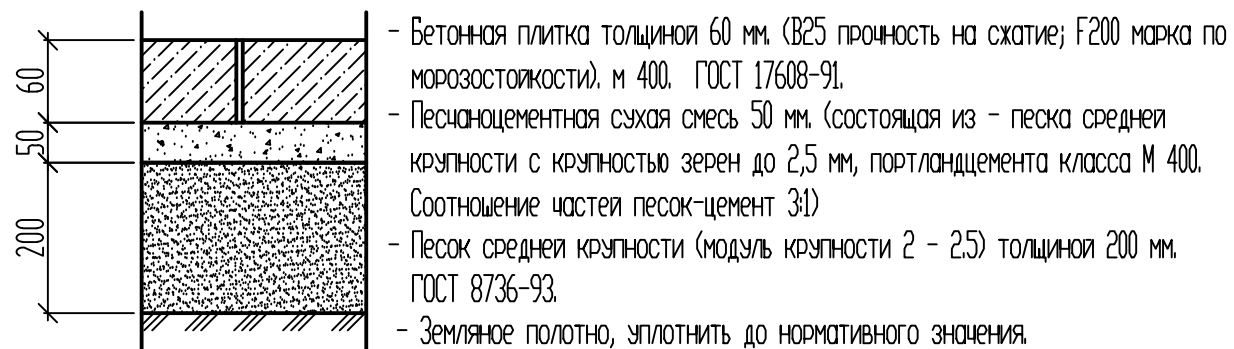 - Бетонная плитка толщиной 60 мм. (В25 прочность на сжатие; F200 марка по
морозостойкости). м 400. ГОСТ 17608-91.
- Песчаноцементная сухая смесь 50 мм. (состоящая из - песка средней
крупности с крупностью зерен до 2,5 мм, портландцемента класса М 400.
Соотношение частей песок-цемент 3:1)
- Песок средней крупности (модуль крупности 2 - 2.5) толщиной 200 мм.
ГОСТ 8736-93.
- Земляное полотно, уплотнить до нормативного значения.
60
50
200